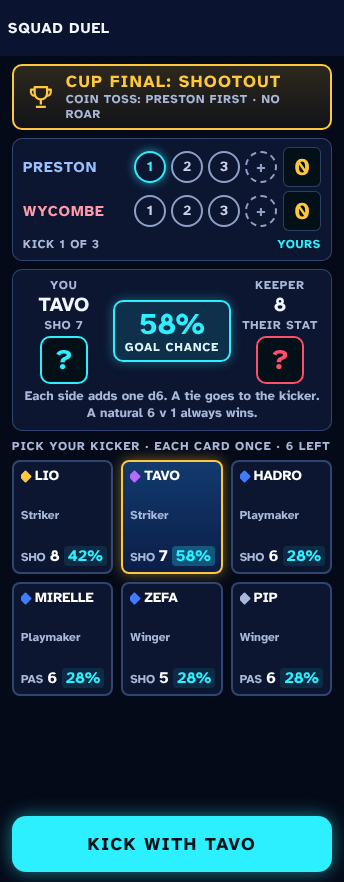 SQUAD DUEL
CUP FINAL: SHOOTOUT
COIN TOSS: PRESTON FIRST · NO
ROAR
PRESTON 1 2 3 + 0
WYCOMBE 1 2 3 + 0
KICK 1 OF 3 YOURS
YOU
TAVO
SHO 7
?
58%
GOAL CHANCE
KEEPER
8
THEIR STAT
?
Each side adds one d6. A tie goes to the kicker.
A natural 6 v 1 always wins.
PICK YOUR KICKER · EACH CARD ONCE · 6 LEFT
LIO
Striker
SHO 8 42%
TAVO
Striker
SHO 7 58%
HADRO
Playmaker
SHO 6 28%
MIRELLE
Playmaker
PAS 6 28%
ZEFA
Winger
SHO 5 28%
PIP
Winger
PAS 6 28%
KICK WITH TAVO